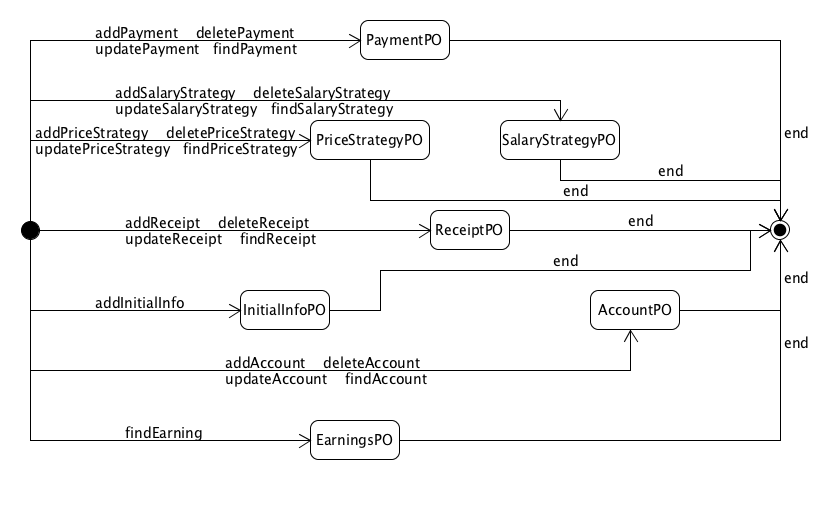 addPayment deletePayment
updatePayment findPayment
PaymentPO
addSalaryStrategy deleteSalaryStrategy
updateSalaryStrategy findSalaryStrategy
addPriceStrategy deletePriceStrategy
updatePriceStrategy findPriceStrategy
PriceStrategyPO
SalaryStrategyPO
end
end
end
addReceipt deleteReceipt
updateReceipt findReceipt
ReceiptPO
end
end
end
addInitialInfo
InitialInfoPO
AccountPO
end
addAccount deleteAccount
updateAccount findAccount
findEarning
EarningsPO